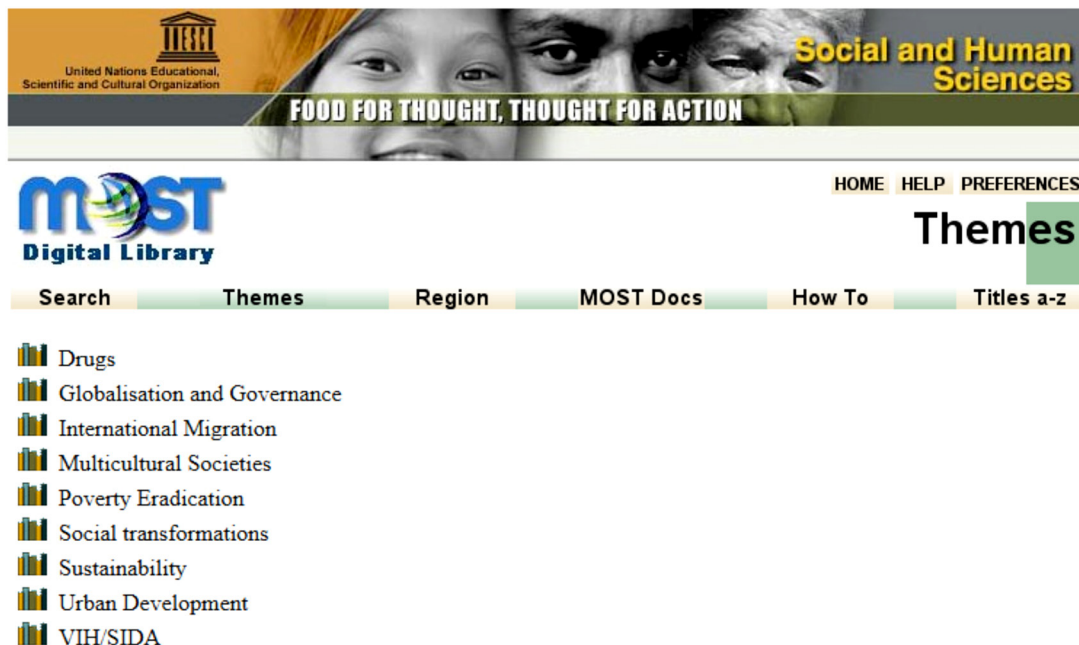 UNESCO
United Nations Educational,
Scientific and Cultural Organization
Social and Human
Sciences
FOOD FOR THOUGHT, THOUGHT FOR ACTION
MOST
Digital Library
HOME HELP PREFERENCES
Themes
Search Themes Region MOST Docs How To Titles a-z
Drugs
Globalisation and Governance
International Migration
Multicultural Societies
Poverty Eradication
Social transformations
Sustainability
Urban Development
VIH/SIDA